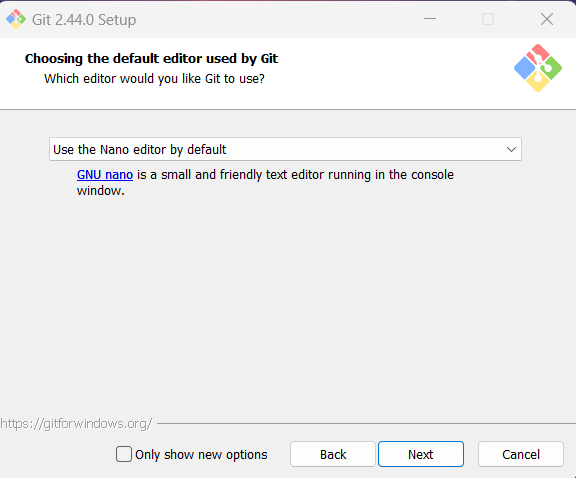 Git 2.44.0 Setup
Choosing the default editor used by Git
Which editor would you like Git to use?
Use the Nano editor by default
GNU nano is a small and friendly text editor running in the console
window.
https://gitforwindows.org/
Only show new options
Back
Next
Cancel